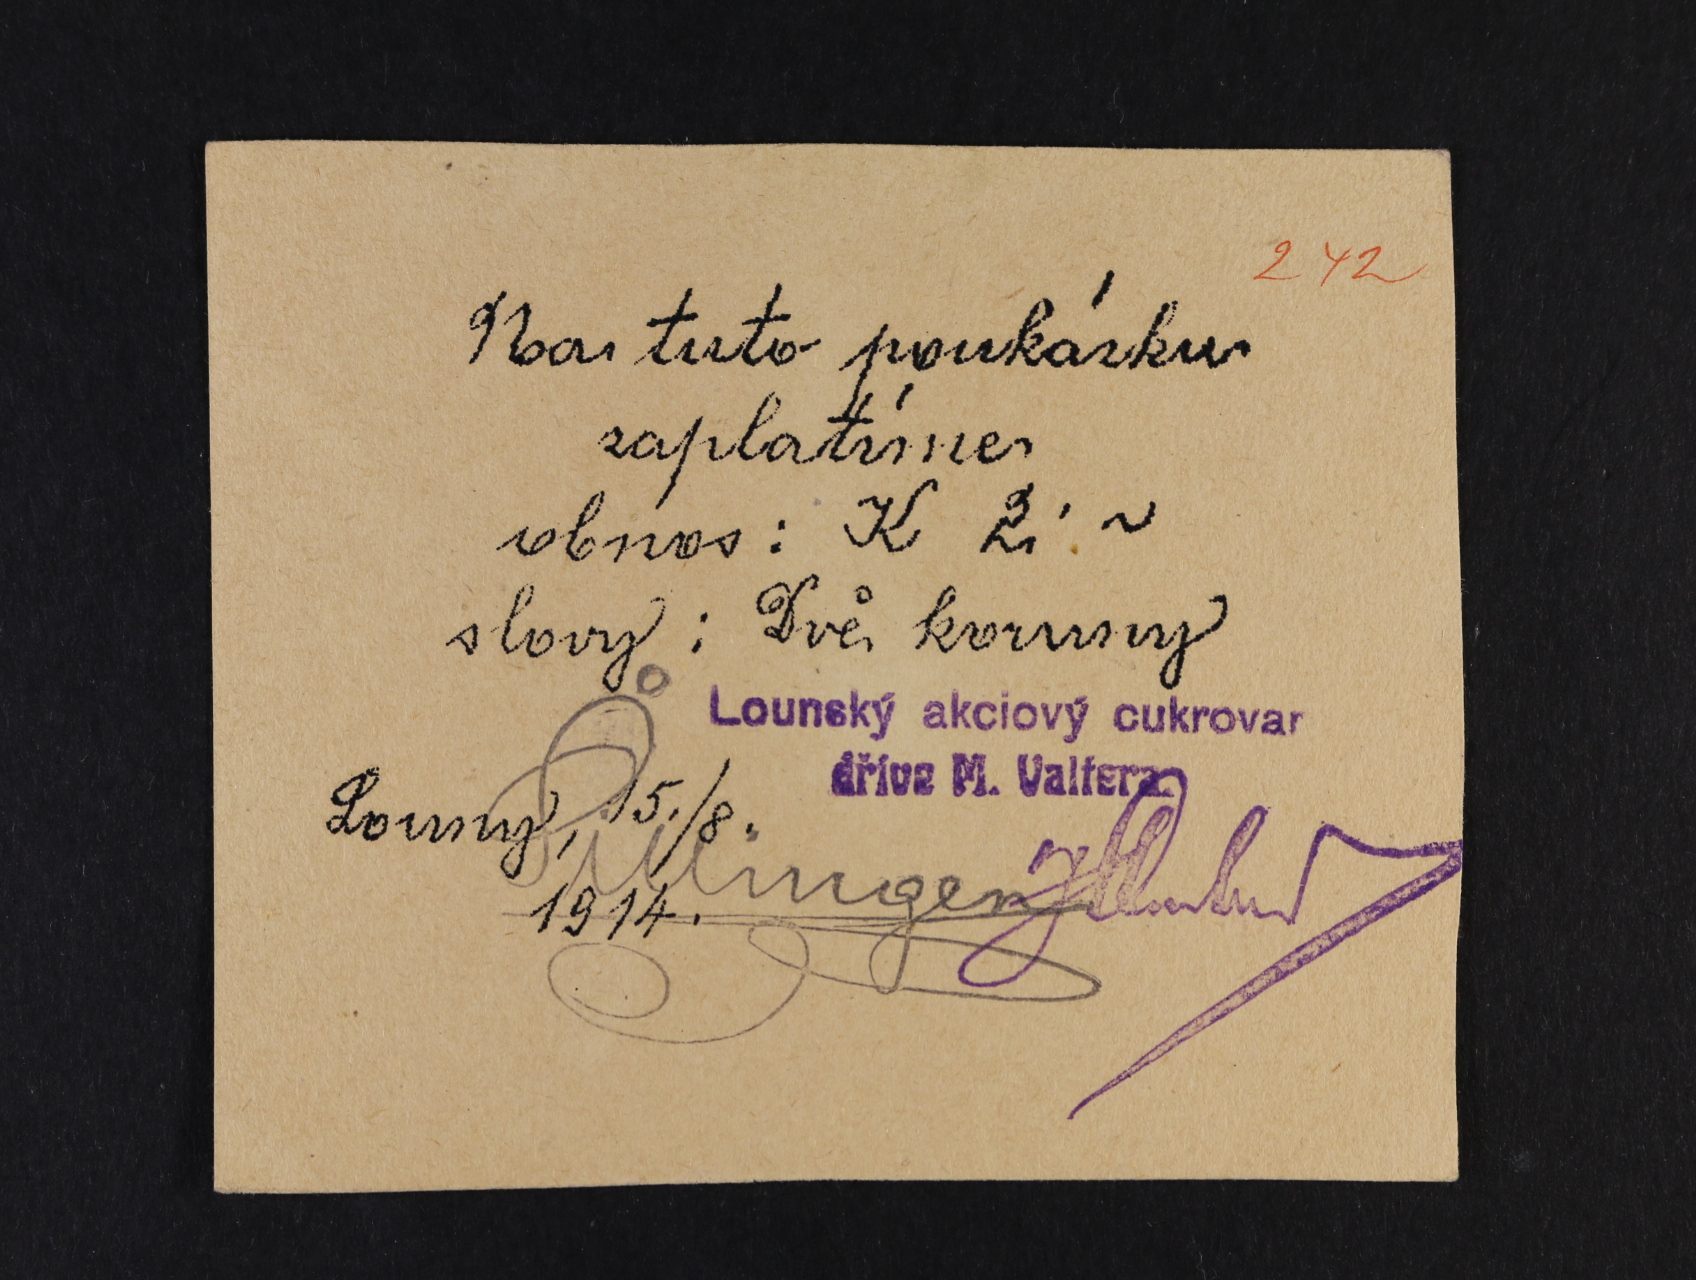 242
Na tuto poukázku
zaplatíme
obnos: K 2.~
slovy: Dvě koruny
Lounský akciový cukrovar
dříve M. Valtera.
Louny, 15./8.
1914.